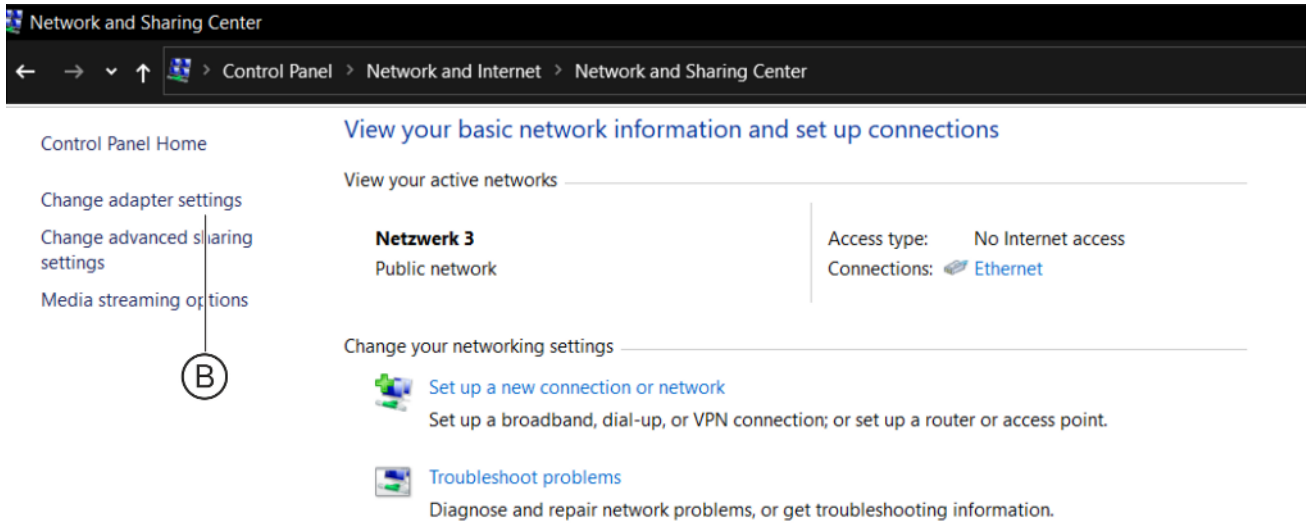 Network and Sharing Center
Control Panel > Network and Internet > Network and Sharing Center
Control Panel Home
Change adapter settings
Change advanced sharing
settings
Media streaming options
B
View your basic network information and set up connections
View your active networks
Netzwerk 3
Public network
Access type: No Internet access
Connections: Ethernet
Change your networking settings
Set up a new connection or network
Set up a broadband, dial-up, or VPN connection; or set up a router or access point.
Troubleshoot problems
Diagnose and repair network problems, or get troubleshooting information.